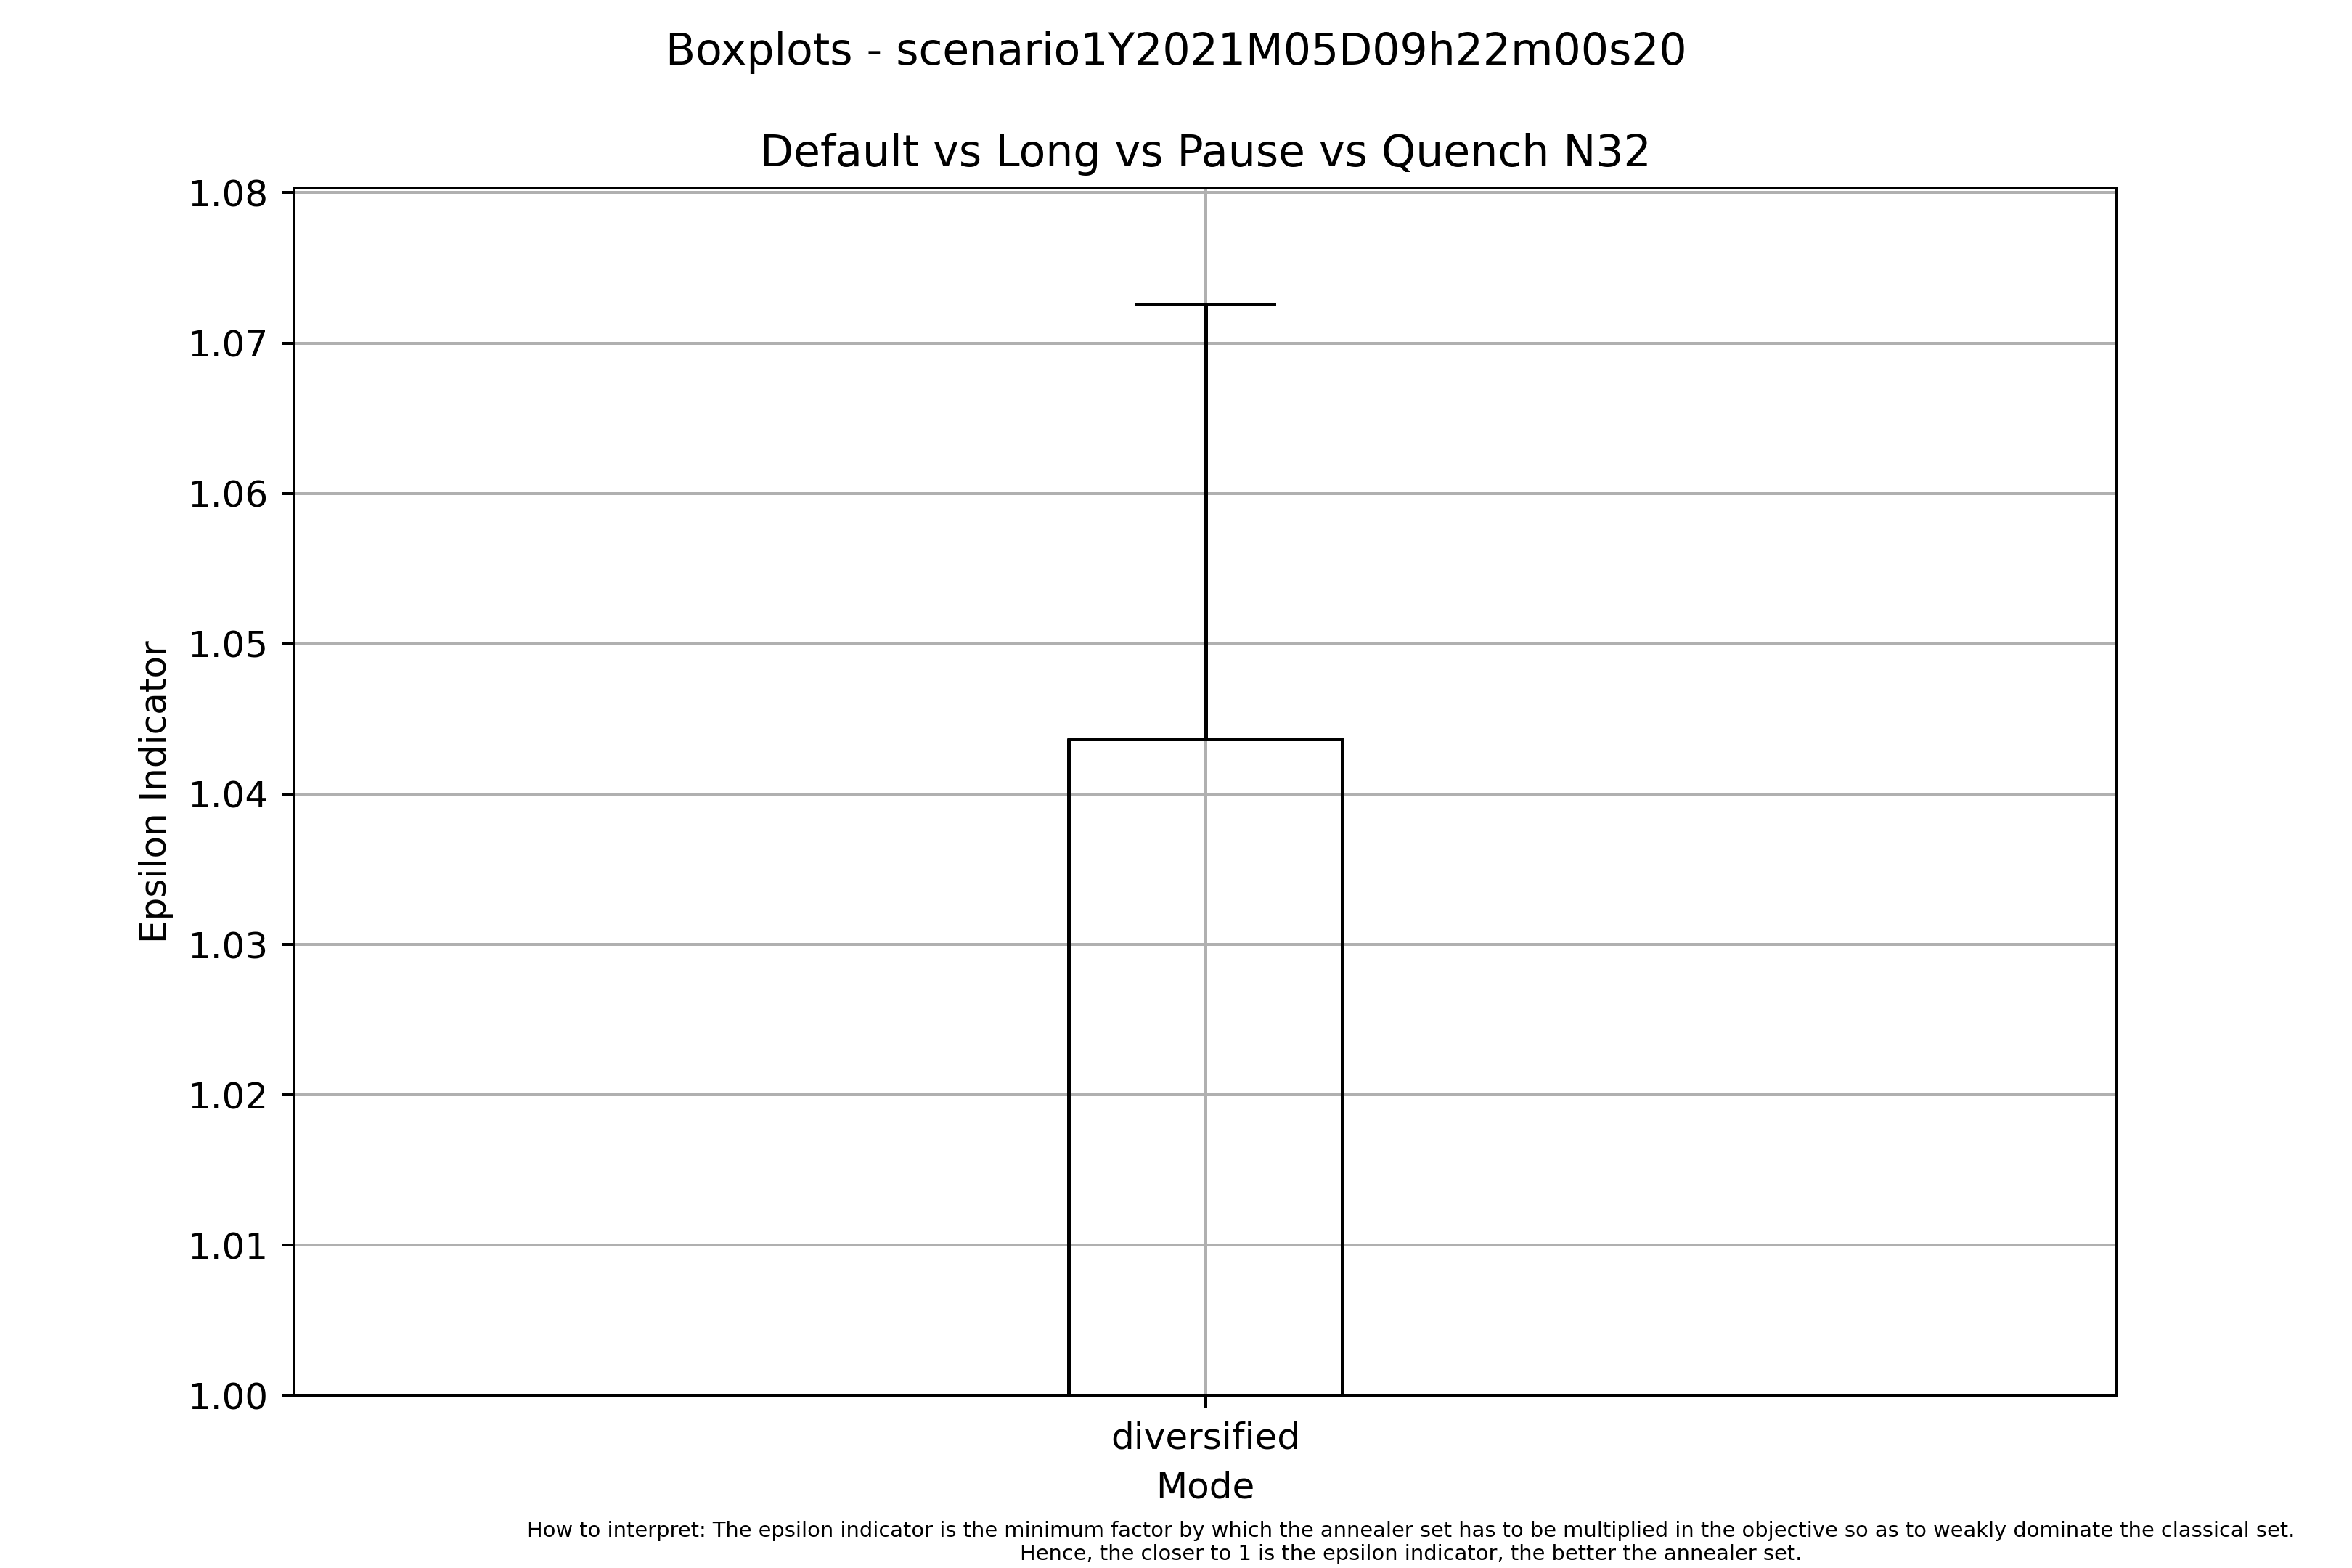 Boxplots - scenario1Y2021M05D09h22m00s20
Default vs Long vs Pause vs Quench N32
1.08
1.07
1.06
1.05
1.04
1.03
1.02
1.01
1.00
Epsilon Indicator
diversified
Mode
How to interpret: The epsilon indicator is the minimum factor by which the annealer set has to be multiplied in the objective so as to weakly dominate the classical set.
Hence, the closer to 1 is the epsilon indicator, the better the annealer set.